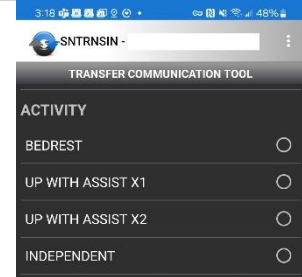 3:18
48%
-SNTRNSIN -
TRANSFER COMMUNICATION TOOL
ACTIVITY
BEDREST
UP WITH ASSIST X1
UP WITH ASSIST X2
INDEPENDENT